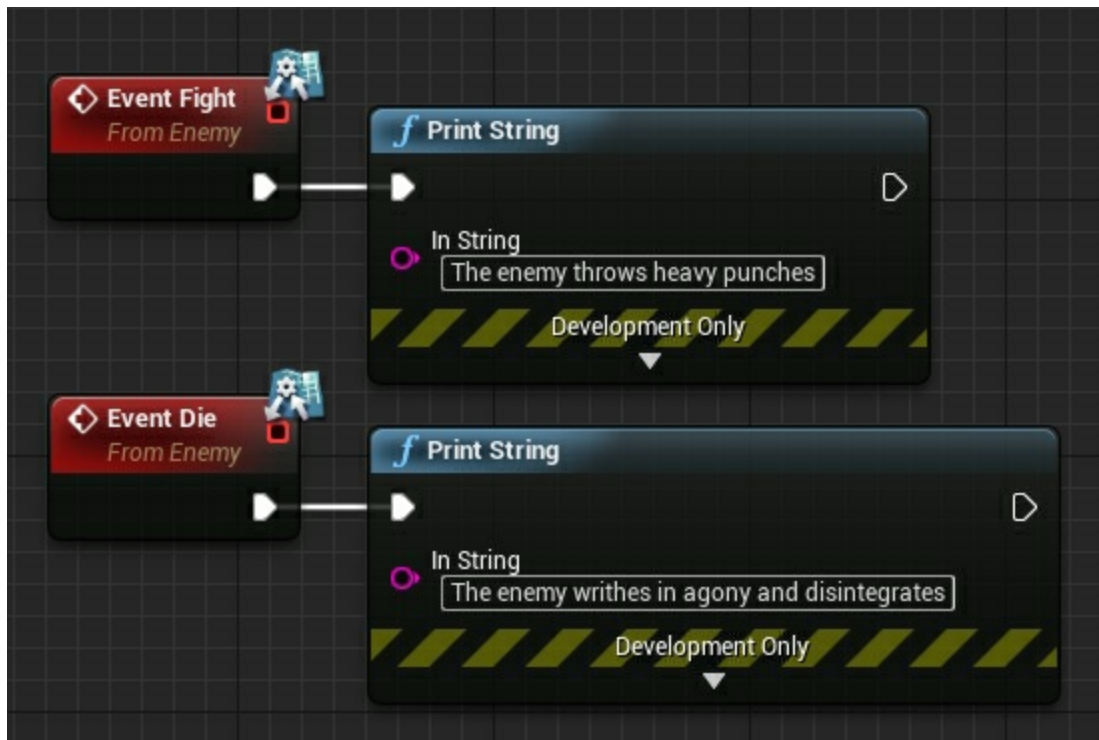 Event Fight
From Enemy
f Print String
In String
The enemy throws heavy punches
Development Only
Event Die
From Enemy
f Print String
In String
The enemy writhes in agony and disintegrates
Development Only